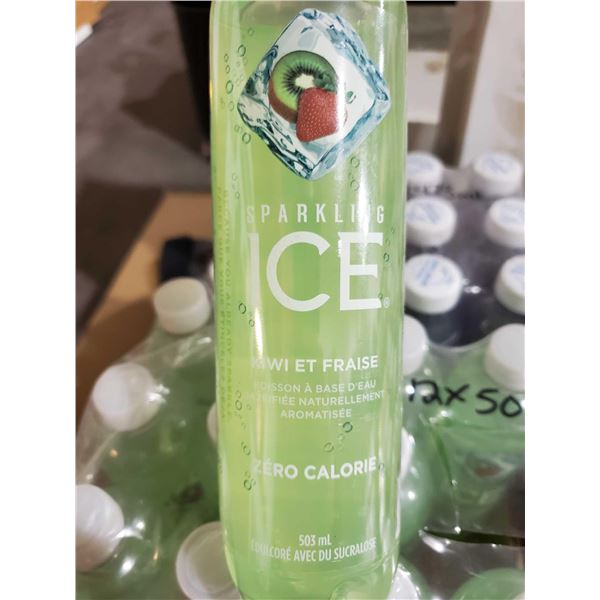 SPARKLING
ICE®
KIWI ET FRAISE
BOISSON À BASE D'EAU
GAZÉIFIÉE NATURELLEMENT
AROMATISÉE
ZÉRO CALORIE
503 mL
ÉDULCORÉ AVEC DU SUCRALOSE
12x50